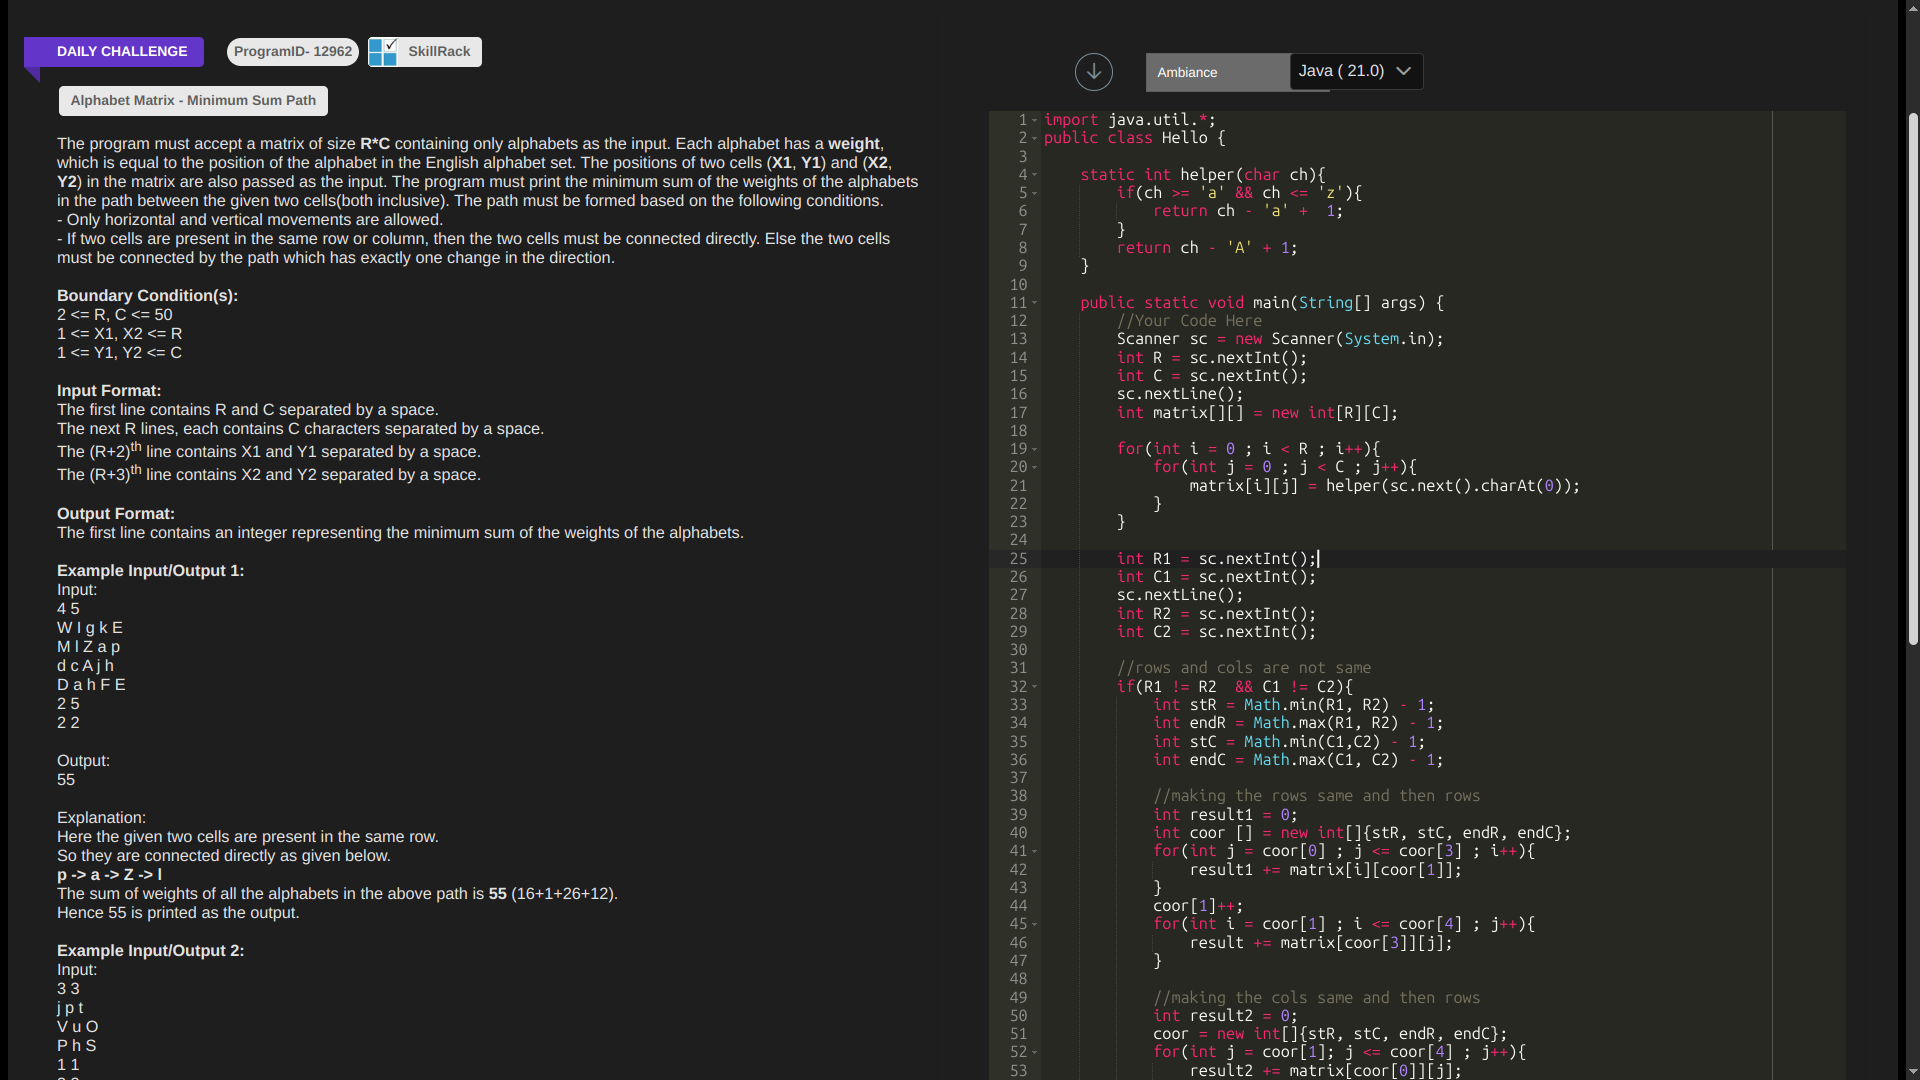 DAILY CHALLENGE
ProgramID- 12962
SkillRack
Alphabet Matrix - Minimum Sum Path
The program must accept a matrix of size R*C containing only alphabets as the input. Each alphabet has a weight,
which is equal to the position of the alphabet in the English alphabet set. The positions of two cells (X1, Y1) and (X2,
Y2) in the matrix are also passed as the input. The program must print the minimum sum of the weights of the alphabets
in the path between the given two cells(both inclusive). The path must be formed based on the following conditions.
- Only horizontal and vertical movements are allowed.
- If two cells are present in the same row or column, then the two cells must be connected directly. Else the two cells
must be connected by the path which has exactly one change in the direction.
Boundary Condition(s):
2 <= R, C <= 50
1 <= X1, X2 <= R
1 <= Y1, Y2 <= C
Input Format:
The first line contains R and C separated by a space.
The next R lines, each contains C characters separated by a space.
The (R+2)th line contains X1 and Y1 separated by a space.
The (R+3)th line contains X2 and Y2 separated by a space.
Output Format:
The first line contains an integer representing the minimum sum of the weights of the alphabets.
Example Input/Output 1:
Input:
4 5
W I g k E
M l Z a p
d c A j h
D a h F E
2 5
2 2
Output:
55
Explanation:
Here the given two cells are present in the same row.
So they are connected directly as given below.
p -> a -> Z -> l
The sum of weights of all the alphabets in the above path is 55 (16+1+26+12).
Hence 55 is printed as the output.
Example Input/Output 2:
Input:
3 3
j p t
V u O
P h S
1 1
Ambiance
Java ( 21.0)
1 import java.util.*;
2 public class Hello {
3
4 static int helper(char ch){
5 if(ch >= 'a' && ch <= 'z'){
6 return ch - 'a' + 1;
7 }
8 return ch - 'A' + 1;
9 }
10
11 public static void main(String[] args) {
12 //Your Code Here
13 Scanner sc = new Scanner(System.in);
14 int R = sc.nextInt();
15 int C = sc.nextInt();
16 sc.nextLine();
17 int matrix[][] = new int[R][C];
18
19 for(int i = 0 ; i < R ; i++){
20 for(int j = 0 ; j < C ; j++){
21 matrix[i][j] = helper(sc.next().charAt(0));
22 }
23 }
24
25 int R1 = sc.nextInt();
26 int C1 = sc.nextInt();
27 sc.nextLine();
28 int R2 = sc.nextInt();
29 int C2 = sc.nextInt();
30
31 //rows and cols are not same
32 if(R1 != R2 && C1 != C2){
33 int stR = Math.min(R1, R2) - 1;
34 int endR = Math.max(R1, R2) - 1;
35 int stC = Math.min(C1,C2) - 1;
36 int endC = Math.max(C1, C2) - 1;
37
38 //making the rows same and then rows
39 int result1 = 0;
40 int coor [] = new int[]{stR, stC, endR, endC};
41 for(int j = coor[0] ; j <= coor[3] ; i++){
42 result1 += matrix[i][coor[1]];
43 }
44 coor[1]++;
45 for(int i = coor[1] ; i <= coor[4] ; j++){
46 result += matrix[coor[3]][j];
47 }
48
49 //making the cols same and then rows
50 int result2 = 0;
51 coor = new int[]{stR, stC, endR, endC};
52 for(int j = coor[1]; j <= coor[4] ; j++){
53 result2 += matrix[coor[0]][j];